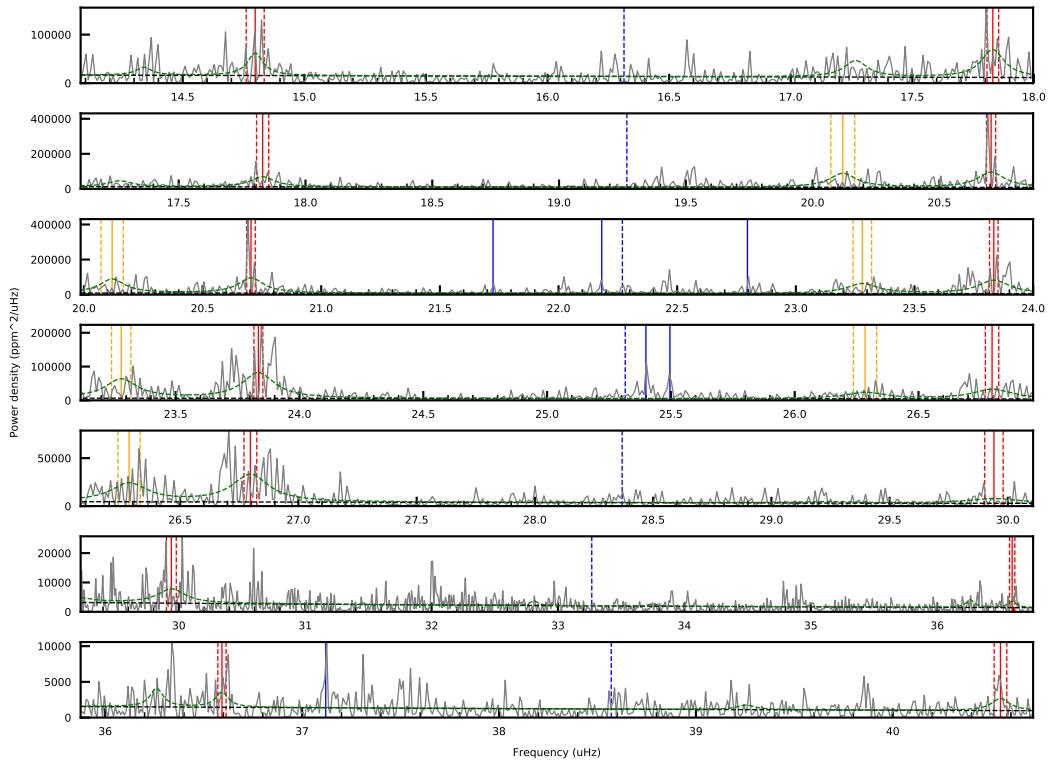 100000
0
14.5 15.0 15.5 16.0 16.5 17.0 17.5 18.0
400000
200000
0
17.5 18.0 18.5 19.0 19.5 20.0 20.5
400000
200000
0
20.0 20.5 21.0 21.5 22.0 22.5 23.0 23.5 24.0
200000
100000
0
23.5 24.0 24.5 25.0 25.5 26.0 26.5
Power density (ppm^2/uHz)
50000
0
26.5 27.0 27.5 28.0 28.5 29.0 29.5 30.0
20000
10000
0
30 31 32 33 34 35 36
10000
5000
0
36 37 38 39 40
Frequency (uHz)